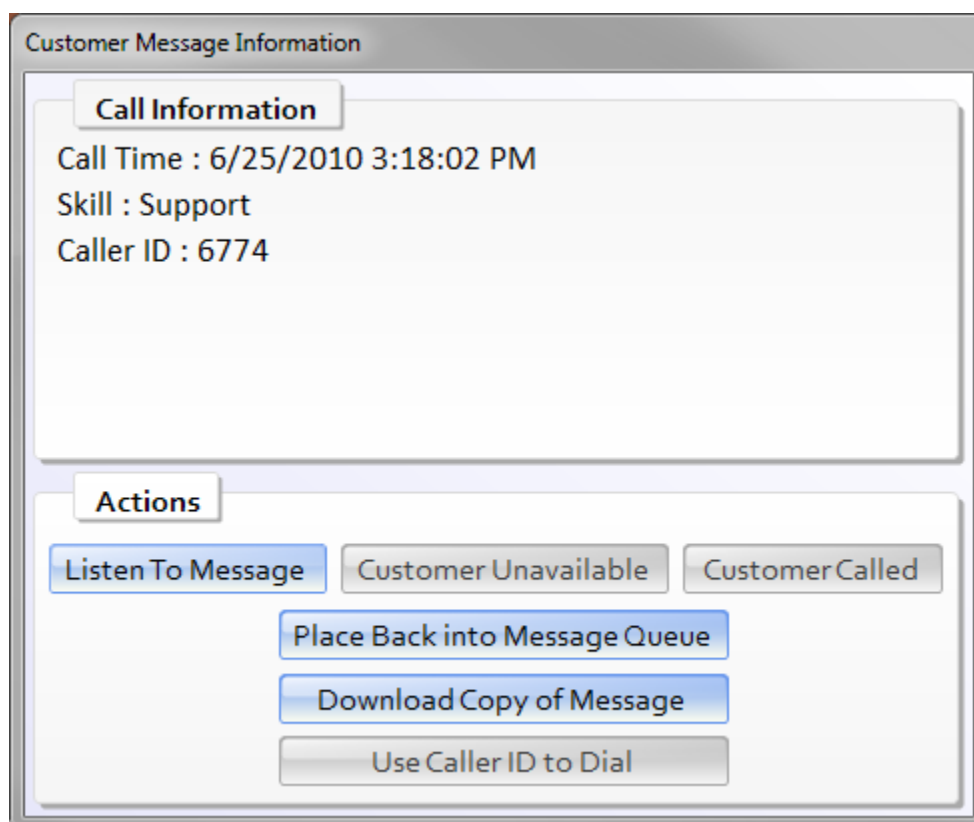 Customer Message Information
Call Information
Call Time : 6/25/2010 3:18:02 PM
Skill : Support
Caller ID : 6774
Actions
Listen To Message Customer Unavailable Customer Called
Place Back into Message Queue
Download Copy of Message
Use Caller ID to Dial